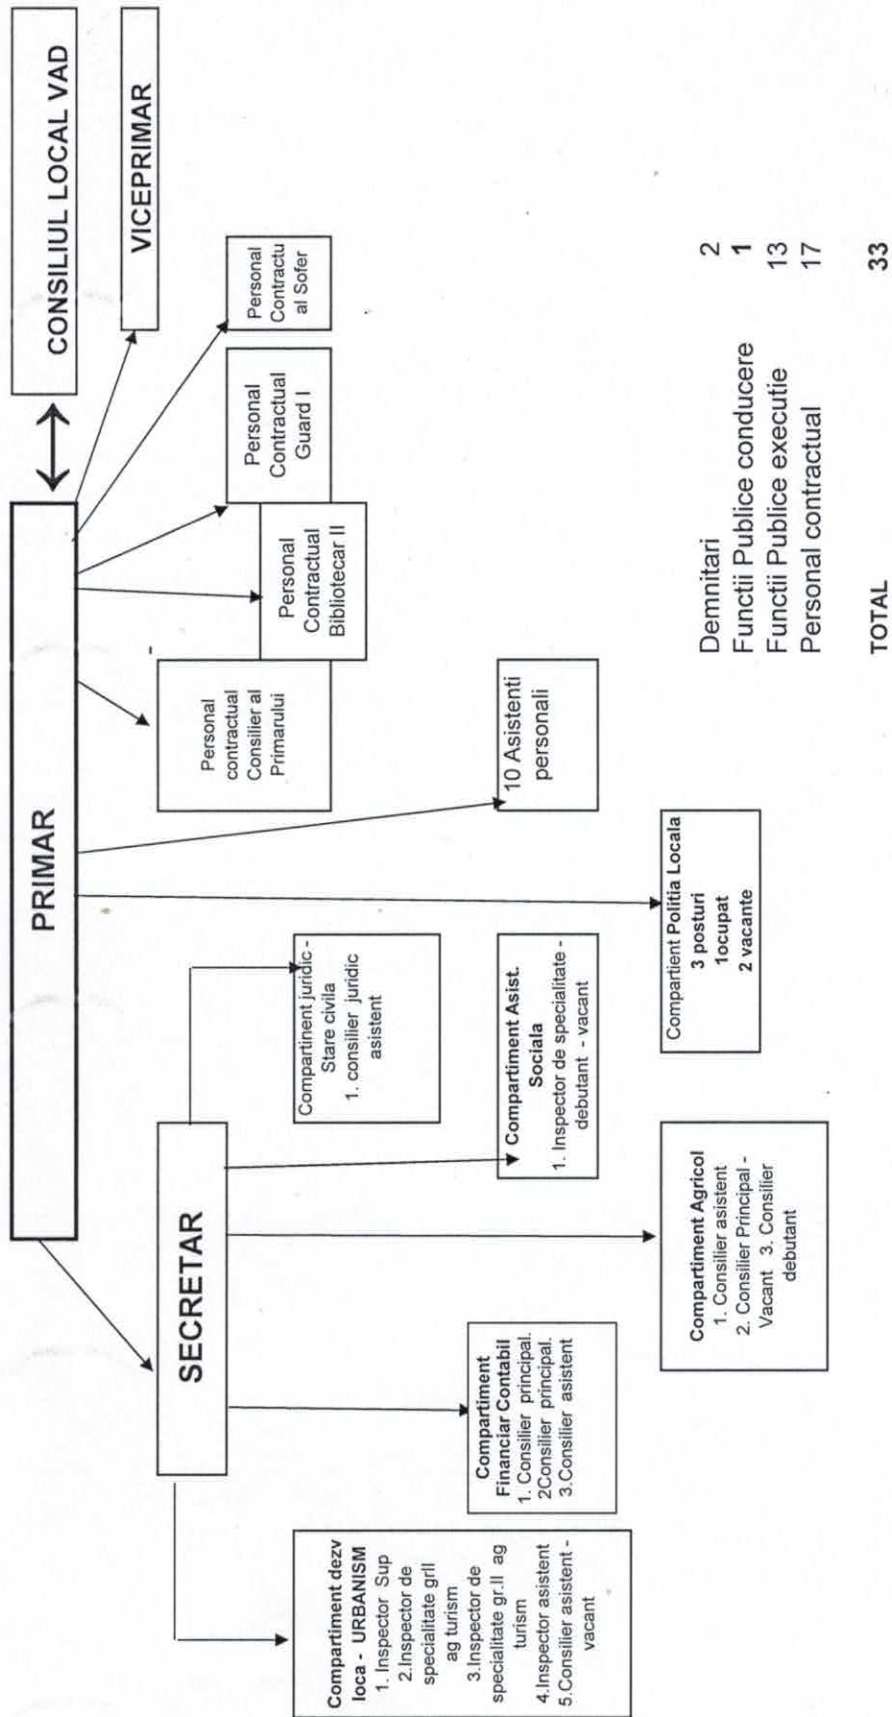 CONSILIUL LOCAL VAD
PRIMAR
VICEPRIMAR
SECRETAR
Personal
contractual
Consilier al
Primarului
Personal
Contractual
Bibliotecar II
Personal
Contractual
Guard I
Personal
Contractu
al Sofer
Compartiment dezv
loca - URBANISM
1. Inspector Sup
2.Inspector de
specialitate grII
ag turism
3.Inspector de
specialitate gr.II ag
turism
4.Inspector asistent
5.Consilier asistent -
vacant
Compartiment
Financiar Contabil
1. Consilier principal.
2Consilier principal.
3.Consilier asistent
Compartiment Agricol
1. Consilier asistent
2. Consilier Principal -
Vacant 3. Consilier
debutant
Compartiment Asist.
Sociala
1. Inspector de specialitate -
debutant - vacant
Compartinent juridic -
Stare civila
1. consilier juridic
asistent
Compartient Politia Locala
3 posturi
1ocupat
2 vacante
10 Asistenti
personali
Demnitari 2
Functii Publice conducere 1
Functii Publice executie 13
Personal contractual 17
TOTAL 33